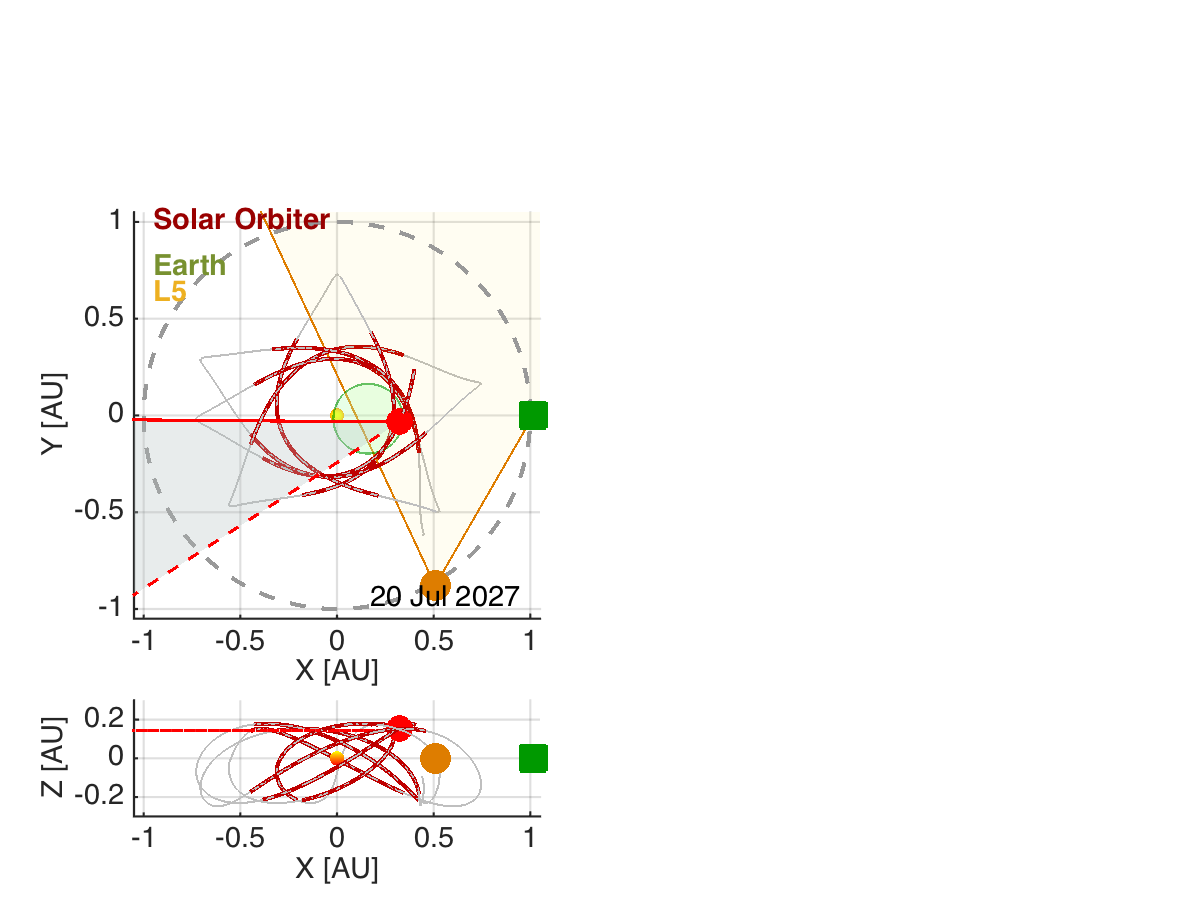 Solar Orbiter
Earth
L5
1
0.5
0
-0.5
-1
Y [AU]
20 Jul 2027
-1 -0.5 0 0.5 1
X [AU]
0.2
0
-0.2
Z [AU]
-1 -0.5 0 0.5 1
X [AU]